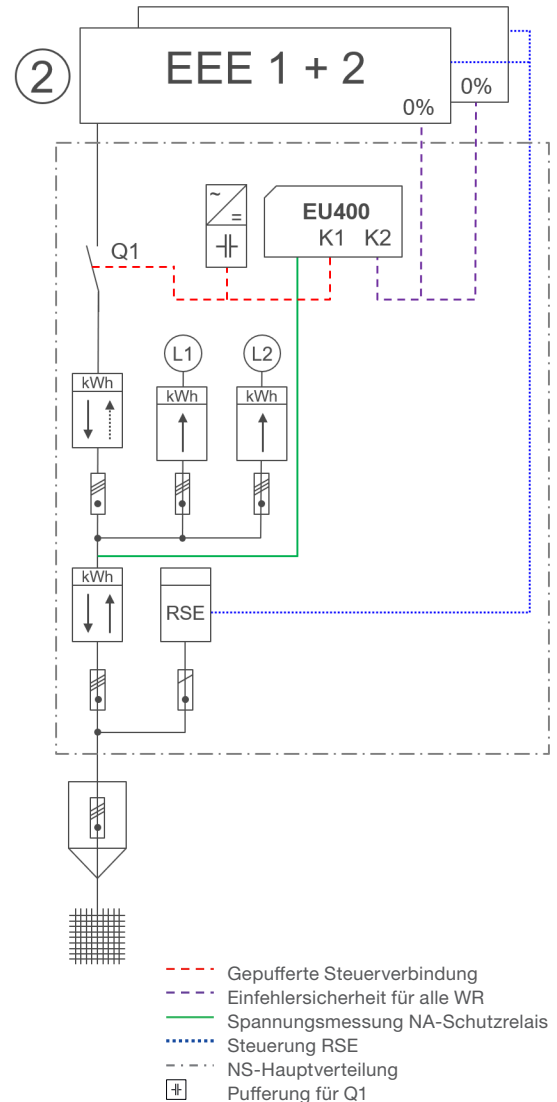 2
EEE 1 + 2
0%
0%
EU400
K1 K2
~
=
Q1
L1
L2
kWh
kWh
kWh
kWh
RSE
Gepufferte Steuerverbindung
Einfehlersicherheit für alle WR
Spannungsmessung NA-Schutzrelais
Steuerung RSE
NS-Hauptverteilung
Pufferung für Q1